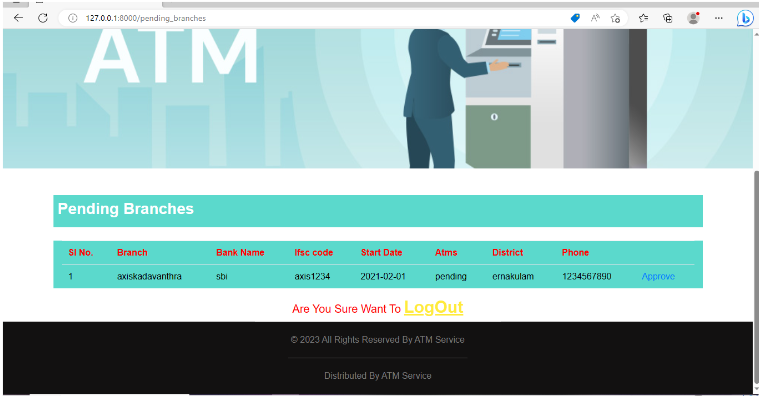 127.0.0.1:8000/pending_branches
ATM
Pending Branches
Sl No. Branch Bank Name Ifsc code Start Date Atms District Phone
1 axiskadavanthra sbi axis1234 2021-02-01 pending ernakulam 1234567890 Approve
Are You Sure Want To LogOut
© 2023 All Rights Reserved By ATM Service
Distributed By ATM Service